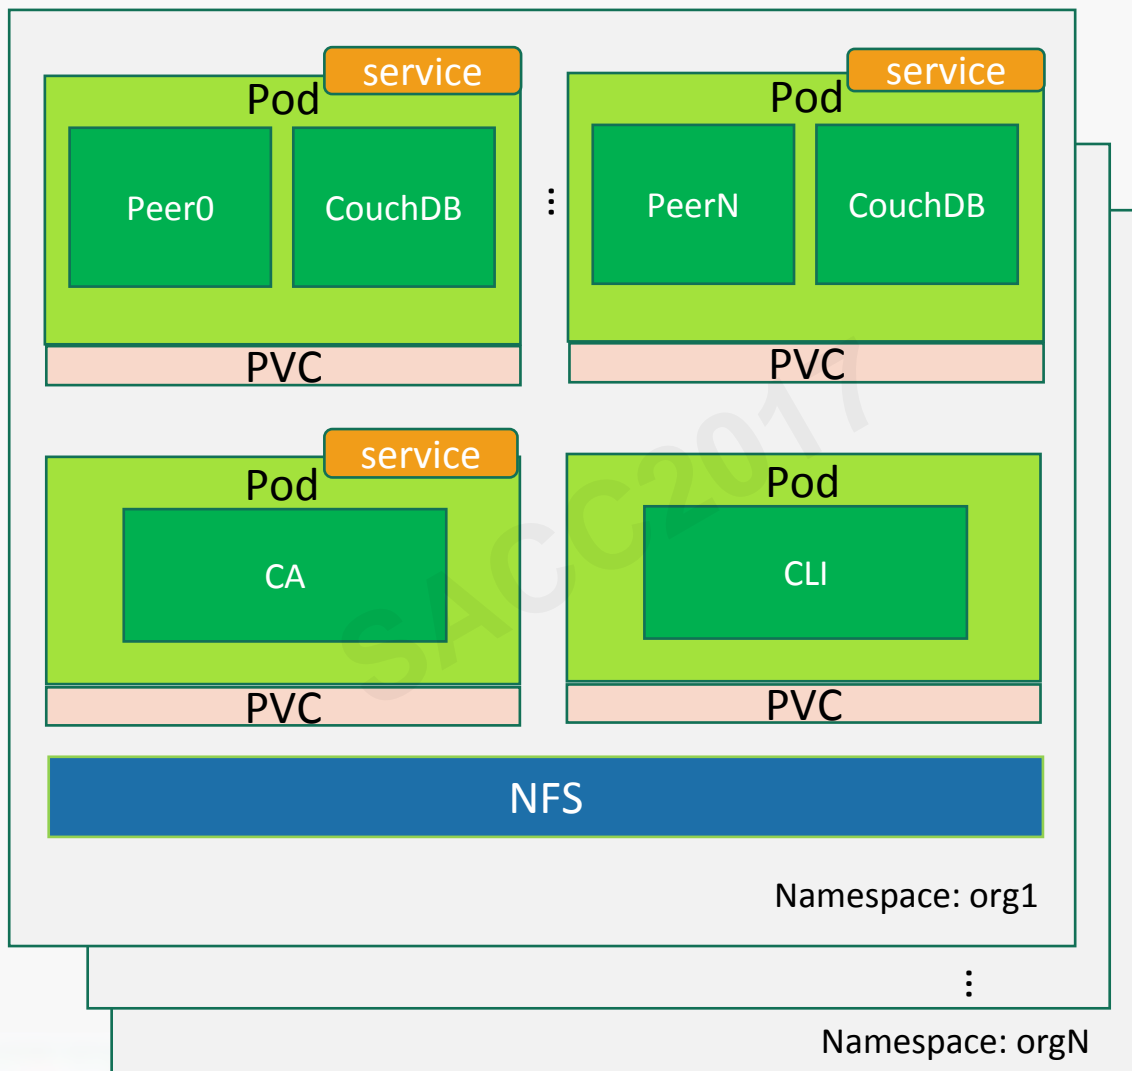 service
Pod
Peer0
CouchDB
PVC
...
service
Pod
PeerN
CouchDB
PVC
service
Pod
CA
PVC
Pod
CLI
PVC
SACC2017
NFS
Namespace: org1
...
Namespace: orgN